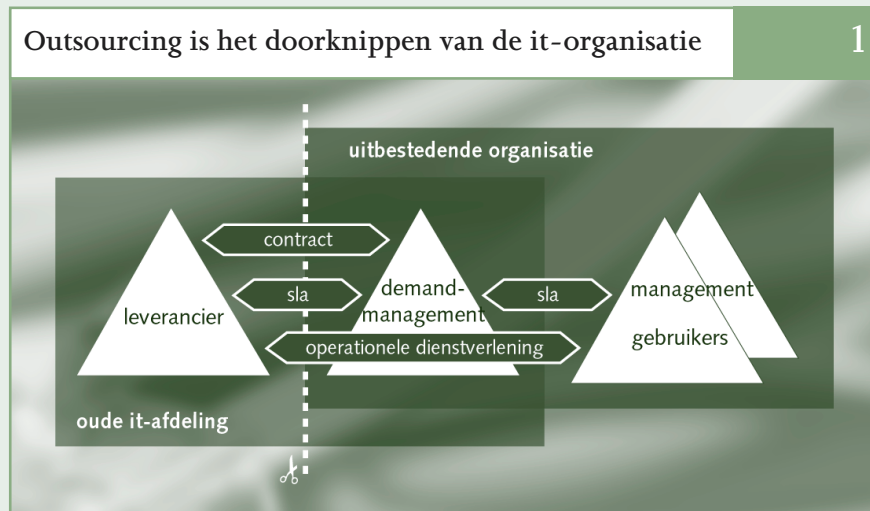 Outsourcing is het doorknippen van de it-organisatie
1
uitbestedende organisatie
contract
sla
sla
leverancier
demand-
management
management
gebruikers
operationele dienstverlening
oude it-afdeling